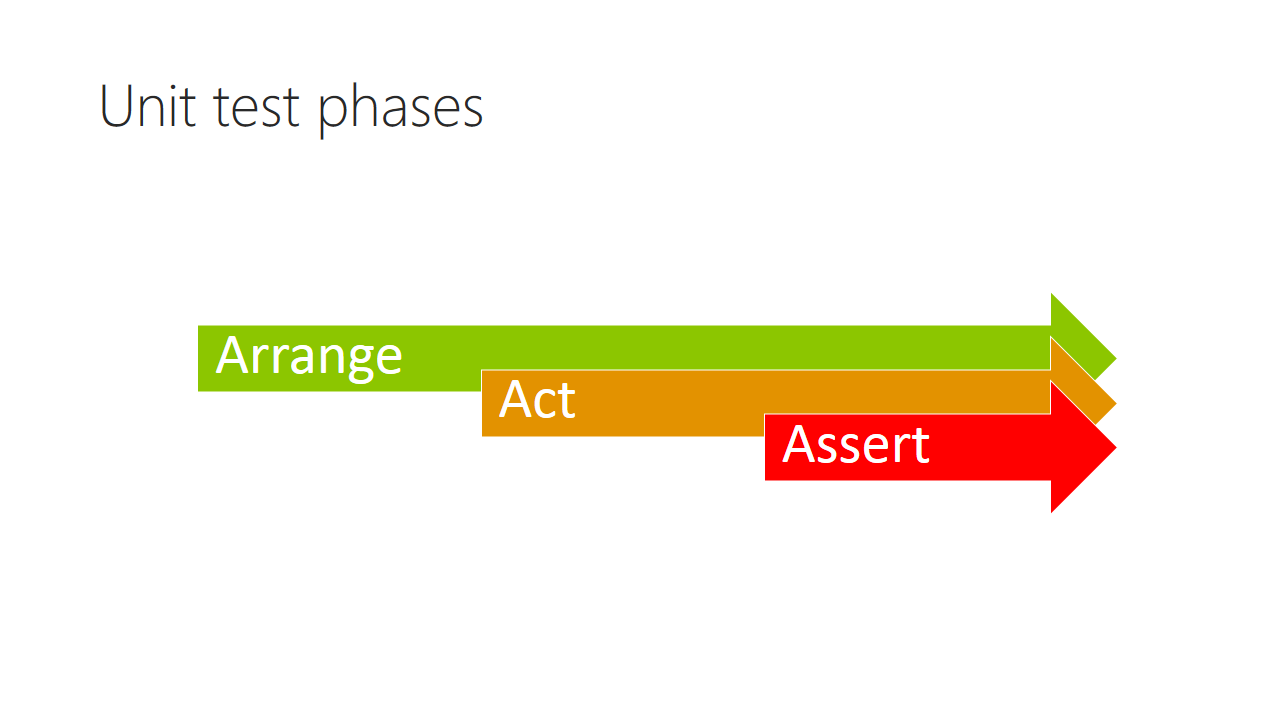 Unit test phases
Arrange
Act
Assert